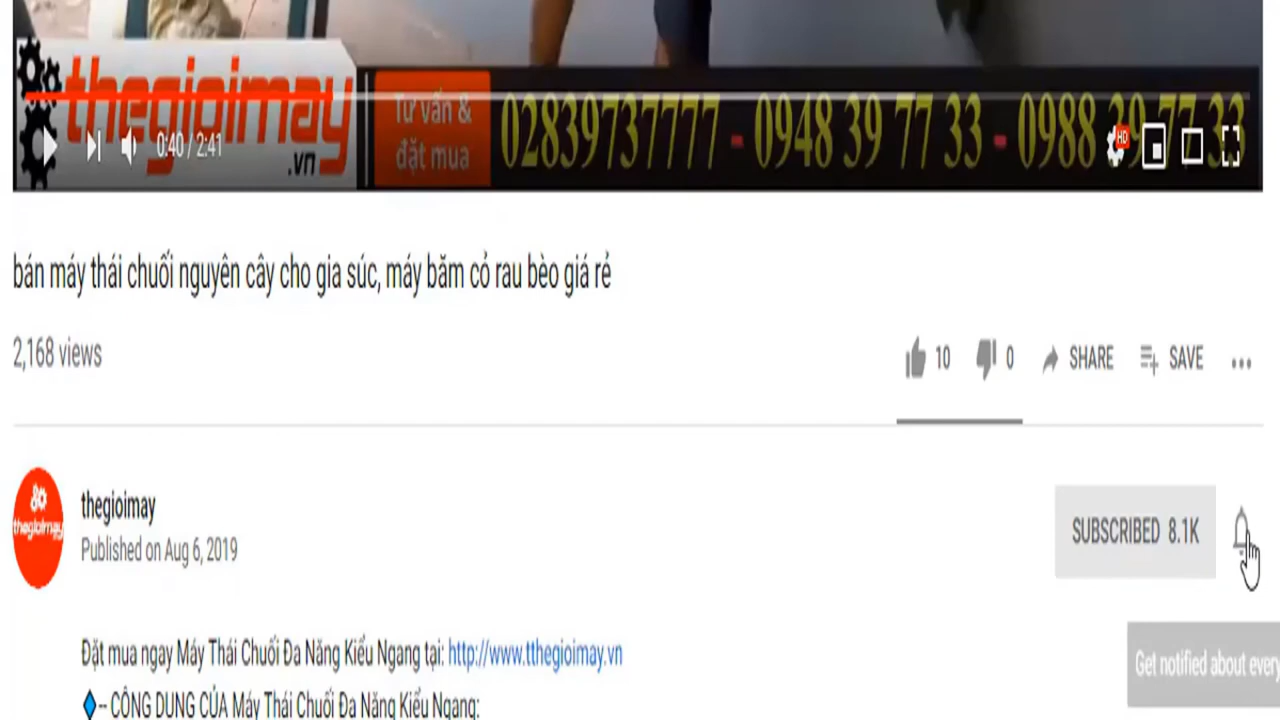 thegioimay
.vn
Tư vấn &
đặt mua
02839737777 - 0948 39 77 33 - 0988 39 77 33
HD
0:40 / 2:41
bán máy thái chuối nguyên cây cho gia súc, máy băm cỏ rau bèo giá rẻ
2,168 views
10 0 SHARE SAVE
thegioimay
thegioimay
Published on Aug 6, 2019
SUBSCRIBED 8.1K
Đặt mua ngay Máy Thái Chuối Đa Năng Kiểu Ngang tại: http://www.tthegioimay.vn
Get notified about every
-- CÔNG DỤNG CỦA Máy Thái Chuối Đa Năng Kiểu Ngang: